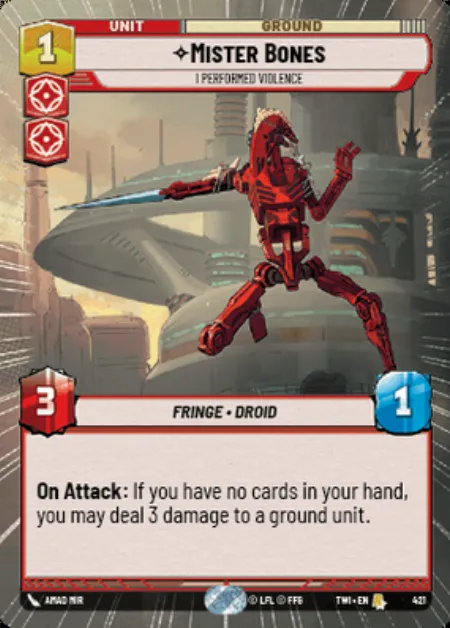 UNIT
GROUND
1
✧MISTER BONES
I PERFORMED VIOLENCE
3
FRINGE • DROID
1
On Attack: If you have no cards in your hand,
you may deal 3 damage to a ground unit.
AMAD MIR
© LFL © FFG
TWI • EN
421